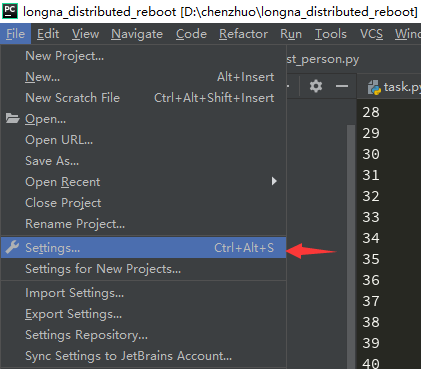 PC longna_distributed_reboot [D:\chenzhuo\longna_distributed_reboot]
File Edit View Navigate Code Refactor Run Tools VCS Window
st_person.py
New Project...
New... Alt+Insert
task.py
New Scratch File Ctrl+Alt+Shift+Insert
28
Open...
29
Open URL...
30
Save As...
31
Open Recent
32
Close Project
Rename Project...
33
Settings... Ctrl+Alt+S
34
35
Settings for New Projects...
36
Import Settings...
37
Export Settings...
38
Settings Repository...
39
Sync Settings to JetBrains Account...
40